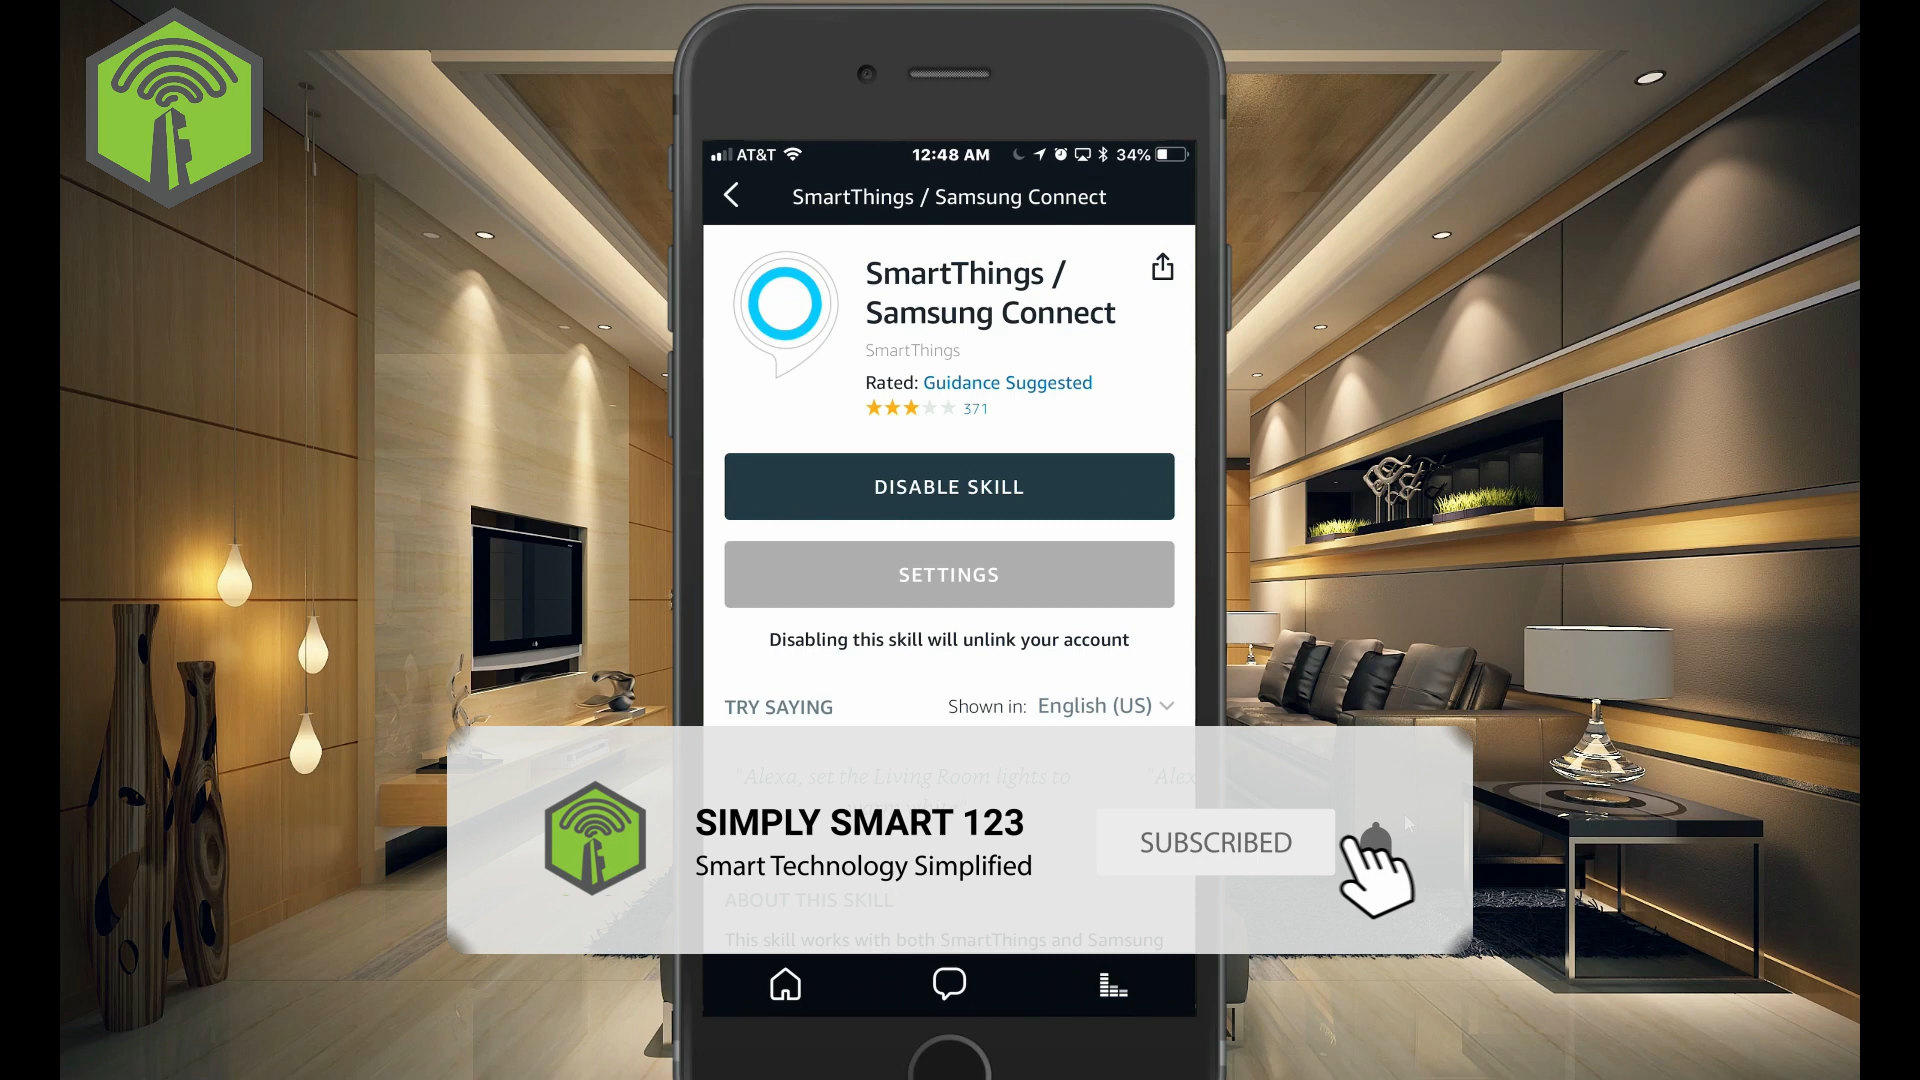 AT&T 12:48 AM 34%
SmartThings / Samsung Connect
SmartThings /
Samsung Connect
SmartThings
Rated: Guidance Suggested
371
DISABLE SKILL
SETTINGS
Disabling this skill will unlink your account
TRY SAYING Shown in: English (US)
"Alexa, set the Living Room lights to "Alex
SIMPLY SMART 123
Smart Technology Simplified
SUBSCRIBED
ABOUT THIS SKILL
This skill works with both SmartThings and Samsung